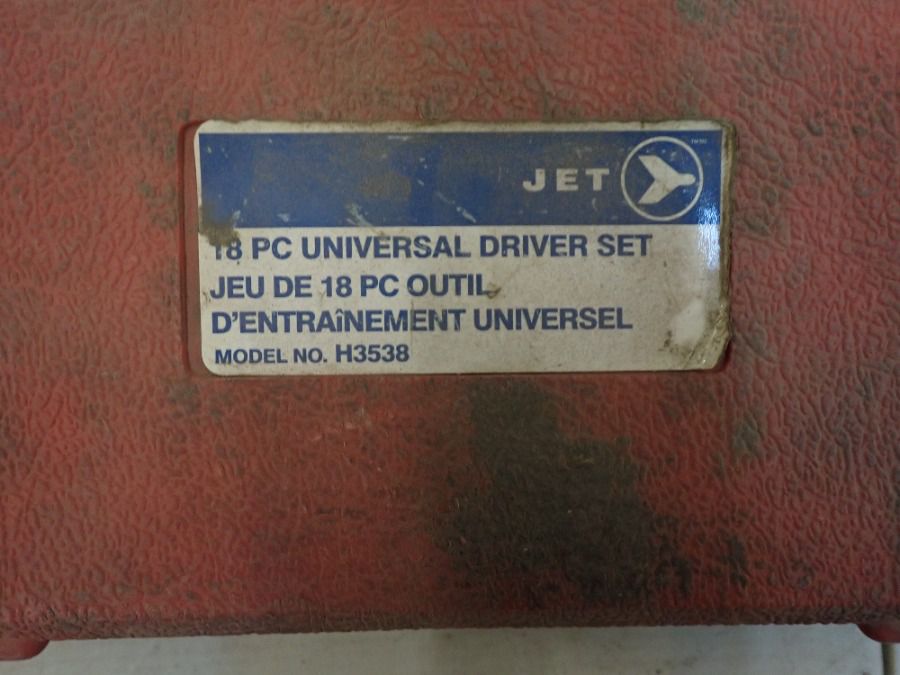 JET
18 PC UNIVERSAL DRIVER SET
JEU DE 18 PC OUTIL
D'ENTRAîNEMENT UNIVERSEL
MODEL NO. H3538